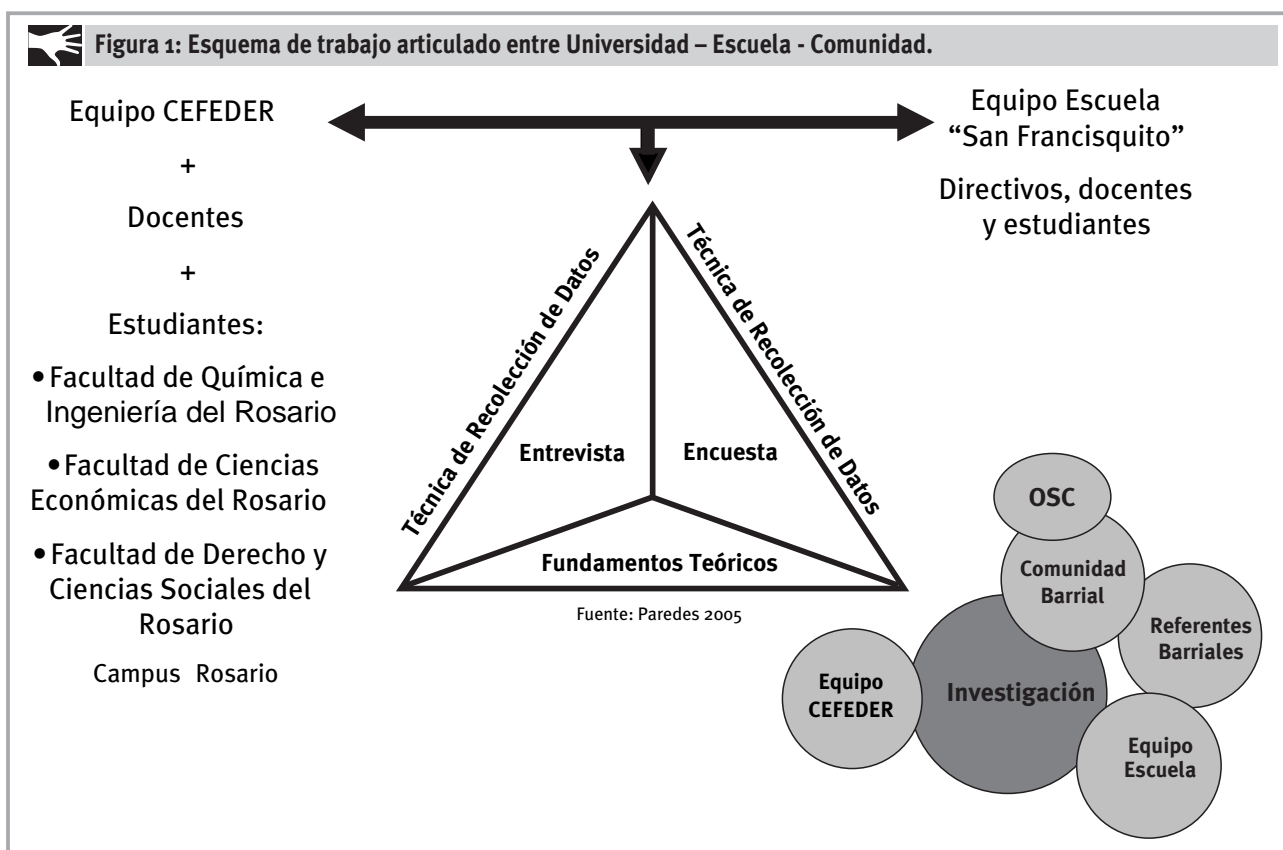 Figura 1: Esquema de trabajo articulado entre Universidad – Escuela - Comunidad.
Equipo CEFEDER
+
Docentes
+
Estudiantes:
•Facultad de Química e
Ingeniería del Rosario
•Facultad de Ciencias
Económicas del Rosario
•Facultad de Derecho y
Ciencias Sociales del
Rosario
Campus Rosario
Equipo Escuela
“San Francisquito”
Directivos, docentes
y estudiantes
Técnica de Recolección de Datos
Técnica de Recolección de Datos
Entrevista
Encuesta
Fundamentos Teóricos
Fuente: Paredes 2005
OSC
Comunidad
Barrial
Referentes
Barriales
Equipo
CEFEDER
Investigación
Equipo
Escuela